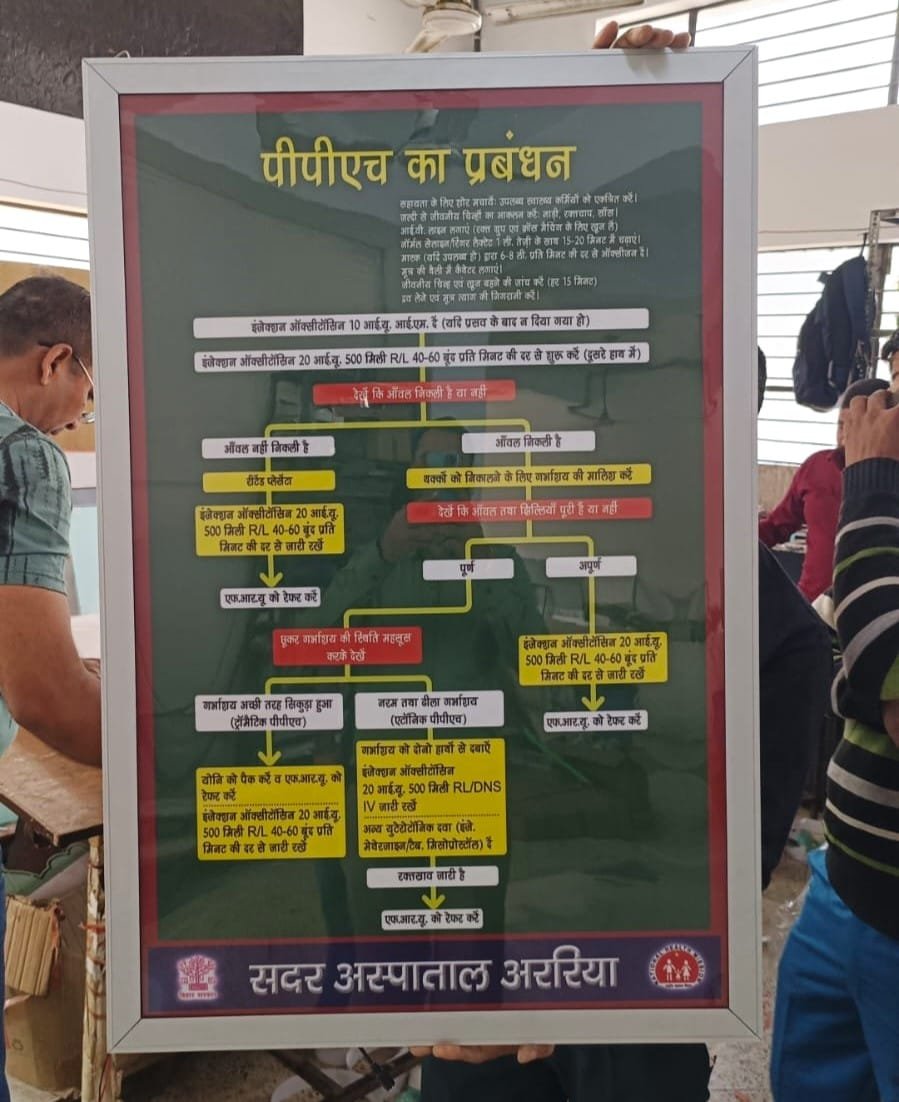 पीपीएच का प्रबंधन
सहायता के लिए शोर मचायें: उपलब्ध स्वास्थ्य कर्मियों को एकत्रित करें।
जल्दी से जीवनीय चिन्हों का आकलन करें: नाड़ी, रक्तचाप, साँस।
आई.वी. लाइन लगाएं (रक्त ग्रुप एवं क्रॉस मैचिंग के लिए खून लें)
नॉर्मल सेलाइन/रिंगर लैक्टेट 1 ली. तेज़ी के साथ 15-20 मिनट में चढ़ाएं।
मास्क (यदि उपलब्ध हो) द्वारा 6-8 ली. प्रति मिनट की दर से ऑक्सीजन दें।
मूत्र की थैली में कैथेटर लगाएं।
जीवनीय चिन्ह एवं खून बहने की जांच करें (हर 15 मिनट)
द्रव लेने एवं मूत्र त्याग की निगरानी करें।
इंजेक्शन ऑक्सीटोसिन 10 आई.यू. आई.एम. दें (यदि प्रसव के बाद न दिया गया हो)
इंजेक्शन ऑक्सीटोसिन 20 आई.यू. 500 मिली R/L 40-60 बूंद प्रति मिनट की दर से शुरू करें (दूसरे हाथ में)
देखें कि आँवल निकली है या नहीं
आँवल नहीं निकली है
आँवल निकली है
रीटेंड प्लेसेंटा
थक्कों को निकालने के लिए गर्भाशय की मालिश करें
इंजेक्शन ऑक्सीटोसिन 20 आई.यू.
500 मिली R/L 40-60 बूंद प्रति
मिनट की दर से जारी रखें
देखें कि आँवल तथा झिल्लियाँ पूरी हैं या नहीं
एफ.आर.यू. को रेफर करें
पूर्ण
अपूर्ण
छूकर गर्भाशय की स्थिति महसूस
करके देखें
इंजेक्शन ऑक्सीटोसिन 20 आई.यू.
500 मिली R/L 40-60 बूंद प्रति
मिनट की दर से जारी रखें
एफ.आर.यू. को रेफर करें
गर्भाशय अच्छी तरह सिकुड़ा हुआ
(ट्रॉमैटिक पीपीएच)
नरम तथा ढीला गर्भाशय
(एटोनिक पीपीएच)
योनि को पैक करें व एफ.आर.यू. को
रेफर करें
इंजेक्शन ऑक्सीटोसिन 20 आई.यू.
500 मिली R/L 40-60 बूंद प्रति
मिनट की दर से जारी रखें
गर्भाशय को दोनो हाथों से दबाएँ
इंजेक्शन ऑक्सीटोसिन
20 आई.यू. 500 मिली RL/DNS
IV जारी रखें
अन्य युटेरोटोनिक दवा (इंजे.
मेथरजाइन/टैब. मिसोप्रोस्टॉल) दें
रक्तस्राव जारी है
एफ.आर.यू. को रेफर करें
सदर अस्पाताल अररिया
बिहार सरकार
NATIONAL HEALTH MISSION